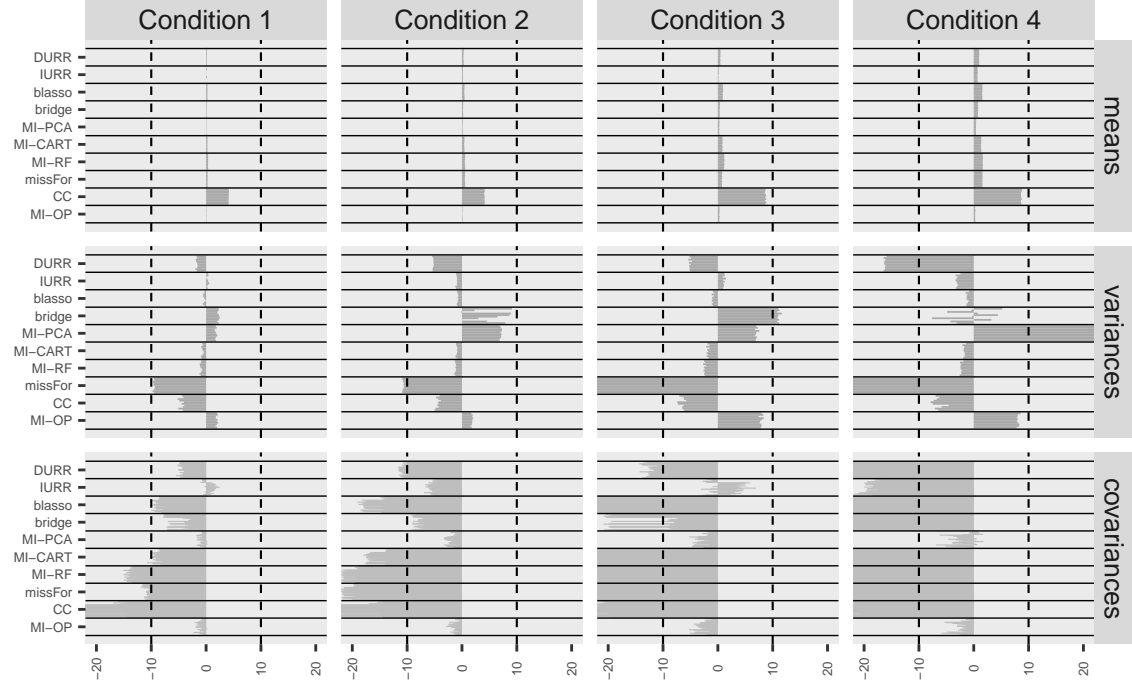 Condition 1 Condition 2 Condition 3 Condition 4
DURR
IURR
blasso
bridge
MI−PCA
MI−CART
MI−RF
missFor
CC
MI−OP
means
DURR
IURR
blasso
bridge
MI−PCA
MI−CART
MI−RF
missFor
CC
MI−OP
variances
DURR
IURR
blasso
bridge
MI−PCA
MI−CART
MI−RF
missFor
CC
MI−OP
covariances
−20 −10 0 10 20 −20 −10 0 10 20 −20 −10 0 10 20 −20 −10 0 10 20